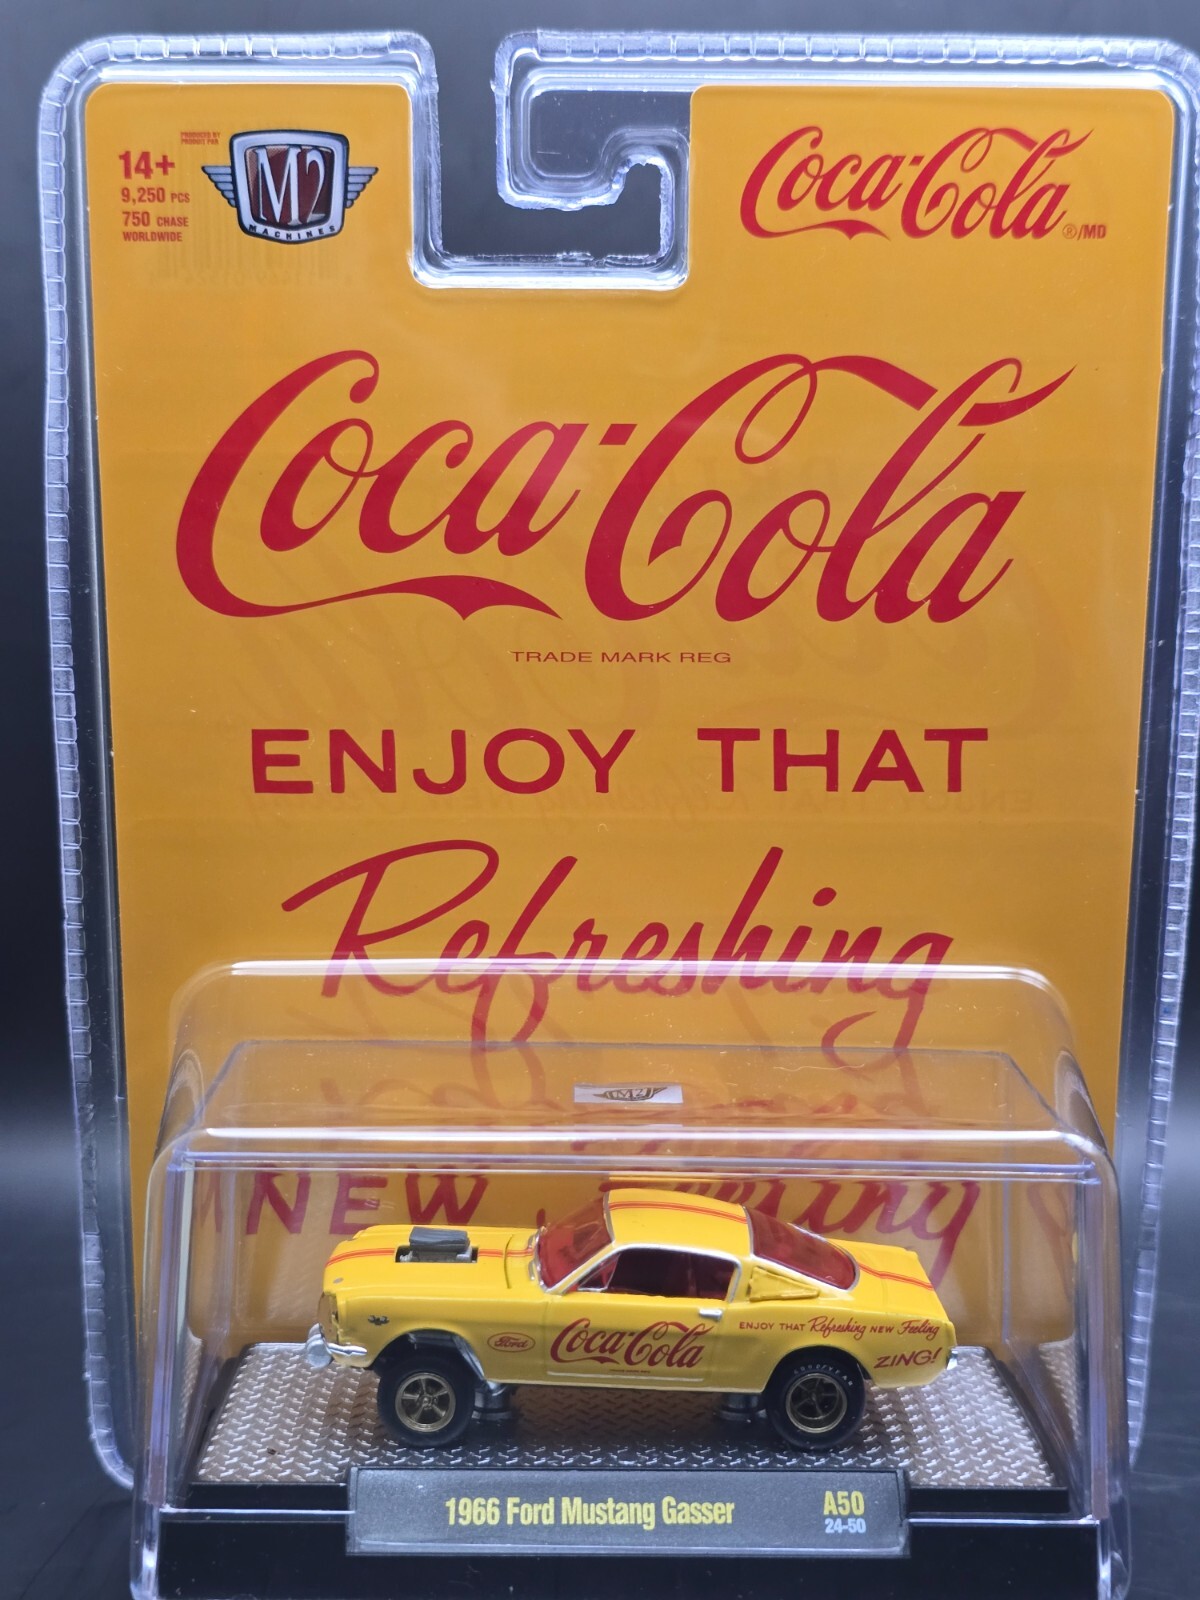 PRODUCED BY
PRODUIT PAR
14+
9,250 PCS
750 CHASE
WORLDWIDE
M2
MACHINES
Coca-Cola
®/MD
Coca-Cola
TRADE MARK REG
ENJOY THAT
Refreshing
NEW Feeling
M2
Ford
Coca-Cola
ENJOY THAT Refreshing NEW Feeling
ZING!
1966 Ford Mustang Gasser
A50
24-50